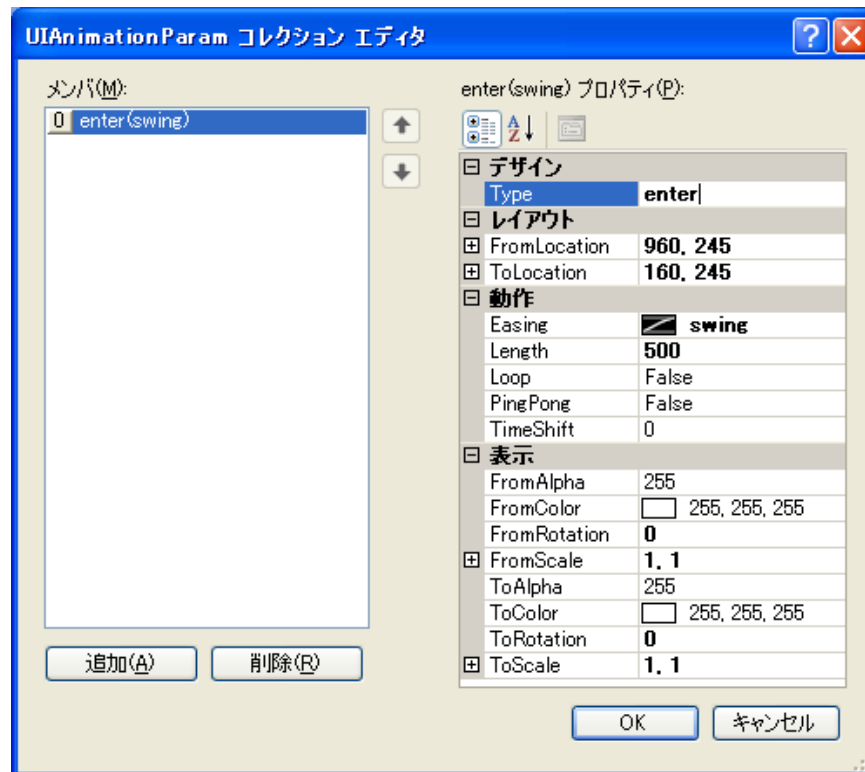 UIAnimationParam コレクション エディタ
メンバ(M):
0 enter(swing)
enter(swing) プロパティ(P):
デザイン
Type enter
レイアウト
FromLocation 960, 245
ToLocation 160, 245
動作
Easing swing
Length 500
Loop False
PingPong False
TimeShift 0
表示
FromAlpha 255
FromColor 255, 255, 255
FromRotation 0
FromScale 1, 1
ToAlpha 255
ToColor 255, 255, 255
ToRotation 0
ToScale 1, 1
追加(A) 削除(R)
OK キャンセル